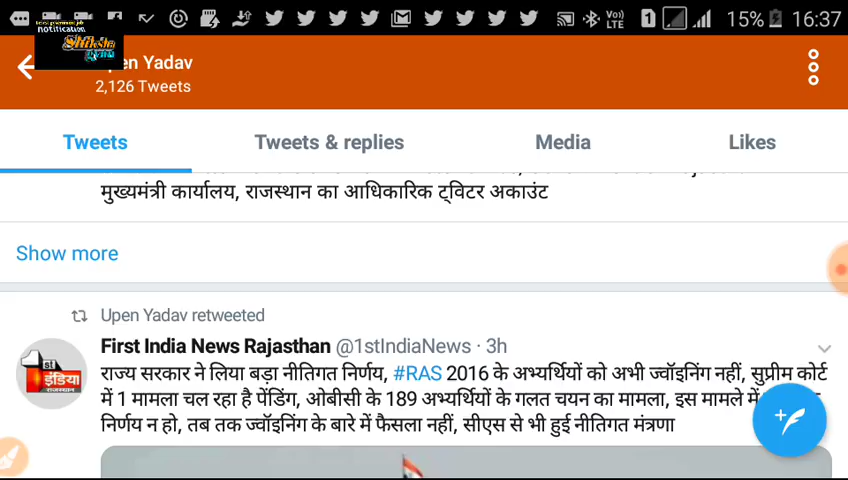 15% 16:37
notification
Upen Yadav
2,126 Tweets
Tweets Tweets & replies Media Likes
मुख्यमंत्री कार्यालय, राजस्थान का आधिकारिक ट्विटर अकाउंट
Show more
Upen Yadav retweeted
First India News Rajasthan @1stIndiaNews · 3h
राज्य सरकार ने लिया बड़ा नीतिगत निर्णय, #RAS 2016 के अभ्यर्थियों को अभी ज्वॉइनिंग नहीं, सुप्रीम कोर्ट
में 1 मामला चल रहा है पेंडिंग, ओबीसी के 189 अभ्यर्थियों के गलत चयन का मामला, इस मामले में
निर्णय न हो, तब तक ज्वॉइनिंग के बारे में फैसला नहीं, सीएस से भी हुई नीतिगत मंत्रणा